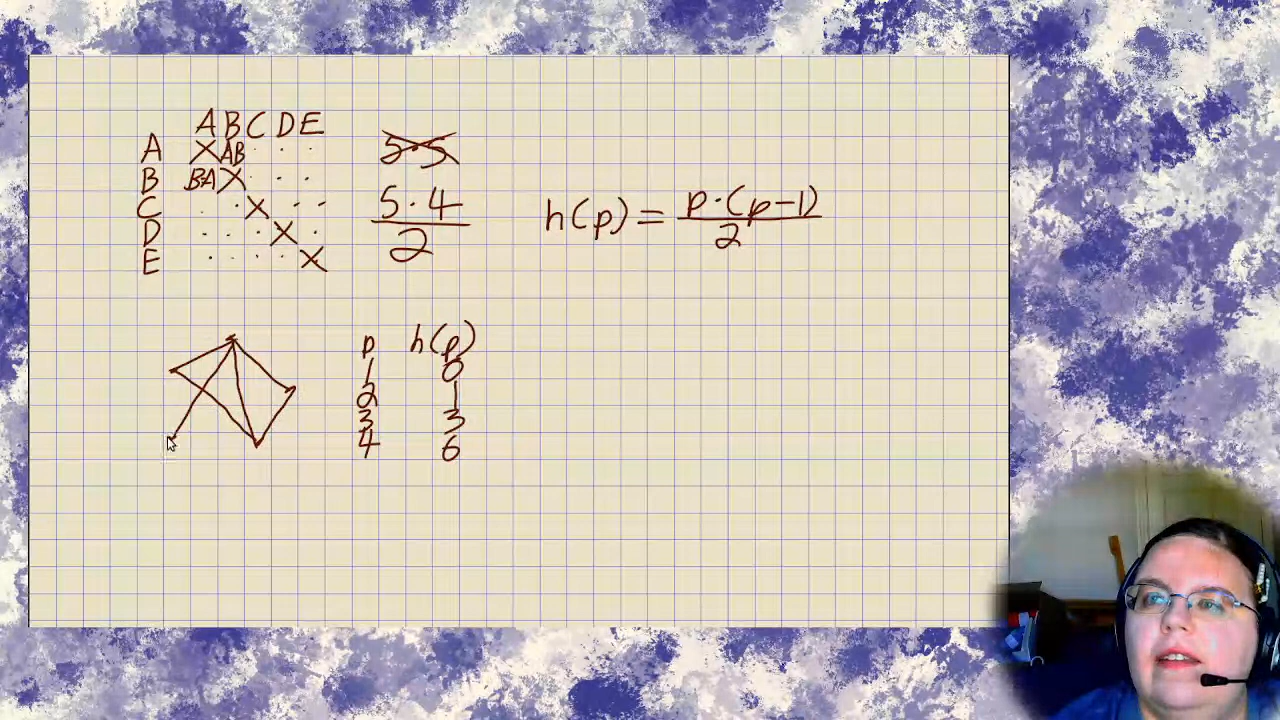 A B C D E
A X AB . . .
B BA X . . .
C . . X . .
D . . . X .
E . . . . X
5 · 5
5 · 4
2
h(p) = p · (p - 1)
2
p h(p)
1 0
2 1
3 3
4 6